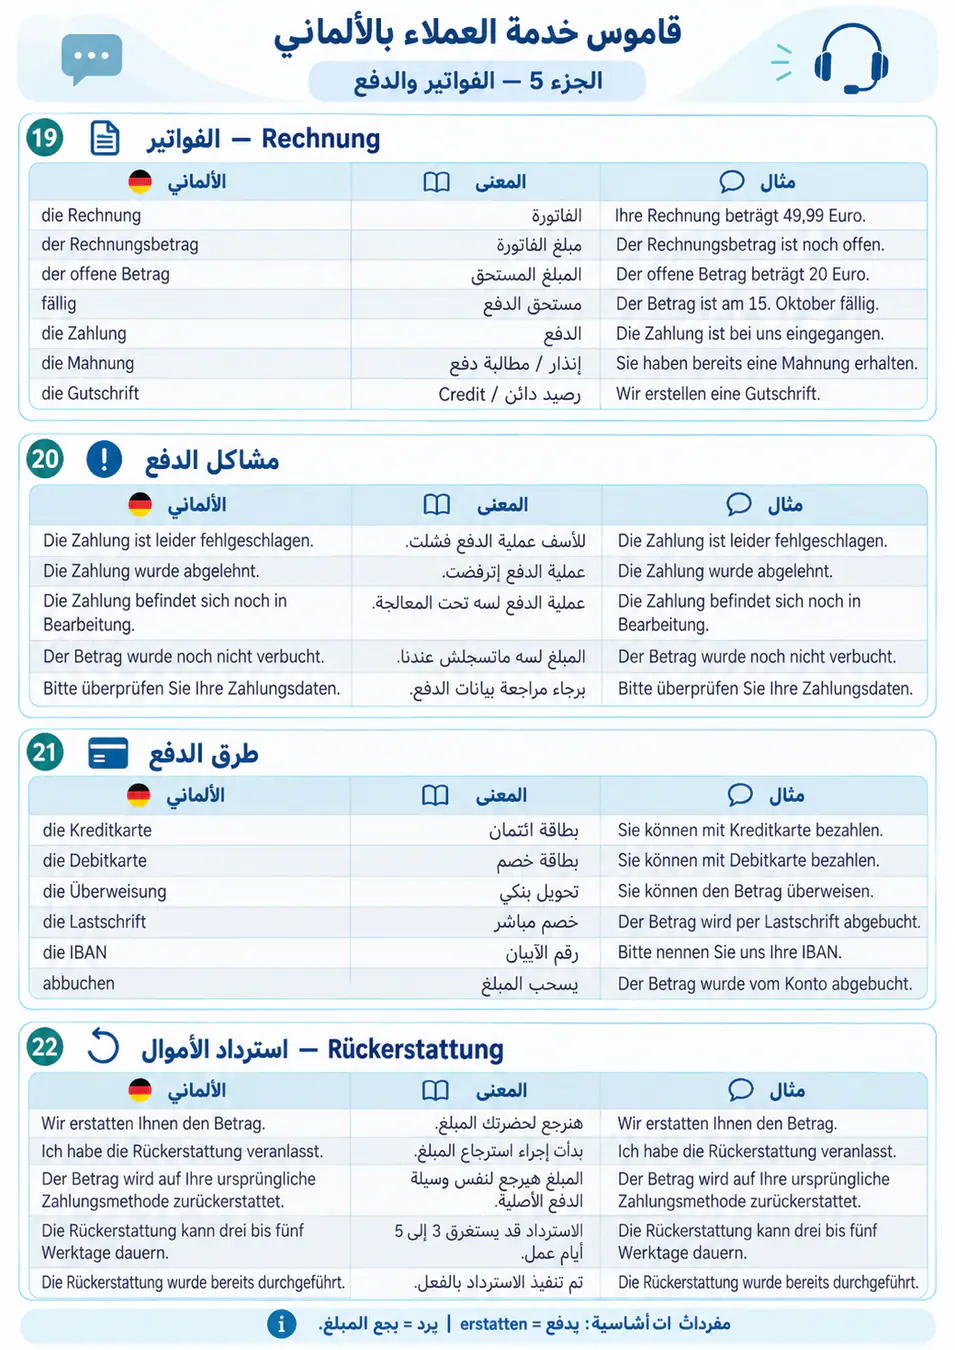 قاموس خدمة العملاء بالألماني
الجزء 5 – الفواتير والدفع
19 الفواتير – Rechnung
الألماني المعنى مثال
die Rechnung الفاتورة Ihre Rechnung beträgt 49,99 Euro.
der Rechnungsbetrag مبلغ الفاتورة Der Rechnungsbetrag ist noch offen.
der offene Betrag المبلغ المستحق Der offene Betrag beträgt 20 Euro.
fällig مستحق الدفع Der Betrag ist am 15. Oktober fällig.
die Zahlung الدفع Die Zahlung ist bei uns eingegangen.
die Mahnung إنذار / مطالبة دفع Sie haben bereits eine Mahnung erhalten.
die Gutschrift رصيد دائن / Credit Wir erstellen eine Gutschrift.
20 مشاكل الدفع
الألماني المعنى مثال
Die Zahlung ist leider fehlgeschlagen. للأسف عملية الدفع فشلت. Die Zahlung ist leider fehlgeschlagen.
Die Zahlung wurde abgelehnt. عملية الدفع إترفضت. Die Zahlung wurde abgelehnt.
Die Zahlung befindet sich noch in عملية الدفع لسه تحت المعالجة. Die Zahlung befindet sich noch in
Bearbeitung. Bearbeitung.
Der Betrag wurde noch nicht verbucht. المبلغ لسه ماتسجلش عندنا. Der Betrag wurde noch nicht verbucht.
Bitte überprüfen Sie Ihre Zahlungsdaten. برجاء مراجعة بيانات الدفع. Bitte überprüfen Sie Ihre Zahlungsdaten.
21 طرق الدفع
الألماني المعنى مثال
die Kreditkarte بطاقة ائتمان Sie können mit Kreditkarte bezahlen.
die Debitkarte بطاقة خصم Sie können mit Debitkarte bezahlen.
die Überweisung تحويل بنكي Sie können den Betrag überweisen.
die Lastschrift خصم مباشر Der Betrag wird per Lastschrift abgebucht.
die IBAN رقم الآيبان Bitte nennen Sie uns Ihre IBAN.
abbuchen يسحب المبلغ Der Betrag wurde vom Konto abgebucht.
22 استرداد الأموال – Rückerstattung
الألماني المعنى مثال
Wir erstatten Ihnen den Betrag. هنرجع لحضرتك المبلغ. Wir erstatten Ihnen den Betrag.
Ich habe die Rückerstattung veranlasst. بدأت إجراء استرجاع المبلغ. Ich habe die Rückerstattung veranlasst.
Der Betrag wird auf Ihre ursprüngliche المبلغ هيرجع لنفس وسيلة Der Betrag wird auf Ihre ursprüngliche
Zahlungsmethode zurückerstattet. الدفع الأصلية. Zahlungsmethode zurückerstattet.
Die Rückerstattung kann drei bis fünf الاسترداد قد يستغرق 3 إلى 5 Die Rückerstattung kann drei bis fünf
Werktage dauern. أيام عمل. Werktage dauern.
Die Rückerstattung wurde bereits durchgeführt. تم تنفيذ الاسترداد بالفعل. Die Rückerstattung wurde bereits durchgeführt.
مفردات : يدفع = erstatten | يرد = المبلغ.